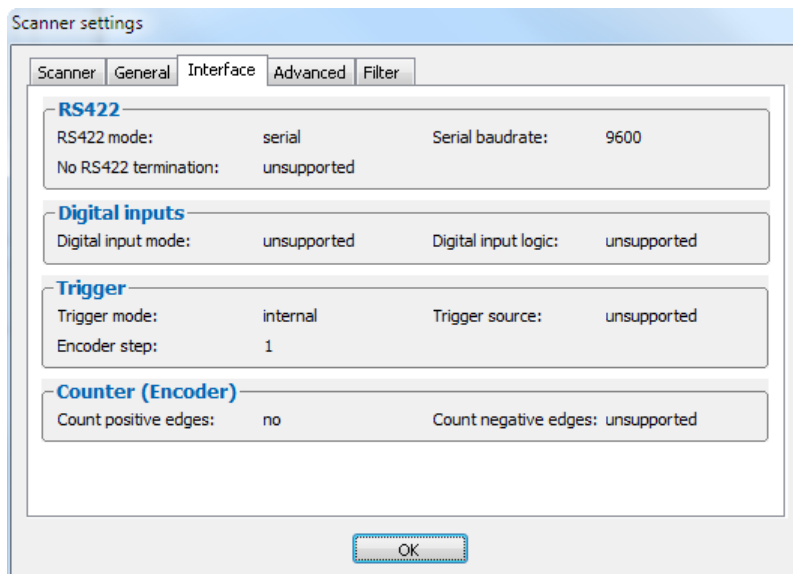 Scanner settings
Scanner General Interface Advanced Filter
RS422
RS422 mode: serial Serial baudrate: 9600
No RS422 termination: unsupported
Digital inputs
Digital input mode: unsupported Digital input logic: unsupported
Trigger
Trigger mode: internal Trigger source: unsupported
Encoder step: 1
Counter (Encoder)
Count positive edges: no Count negative edges: unsupported
OK